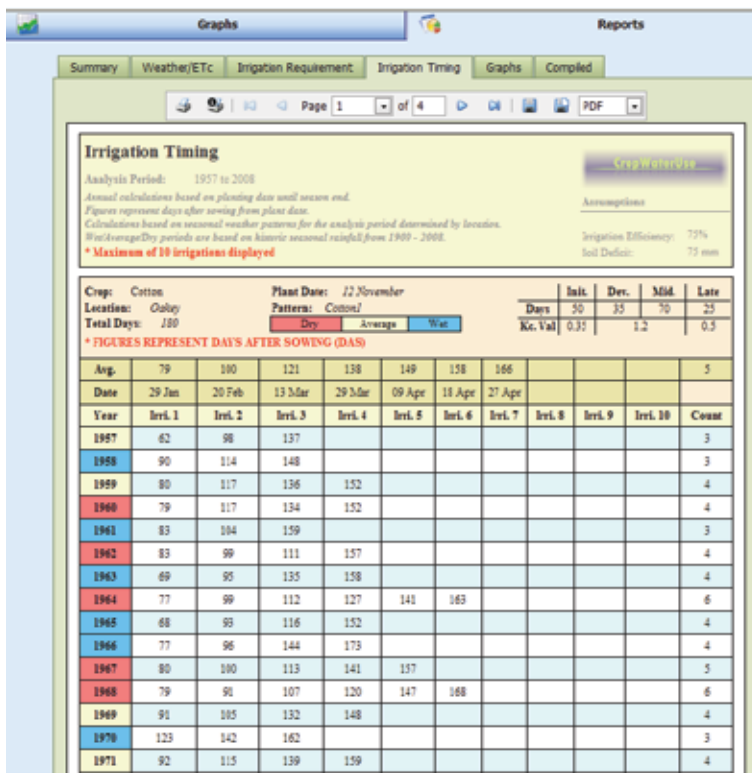 Graphs Reports
Summary Weather/ETc Irrigation Requirement Irrigation Timing Graphs Compiled
Page 1 of 4 PDF
Irrigation Timing
CropWaterUse
Analysis Period: 1957 to 2008
Annual calculations based on planting date until season end.
Figures represent days after sowing from plant date.
Calculations based on seasonal weather patterns for the analysis period determined by location.
Wet/Average/Dry periods are based on historic seasonal rainfall from 1900 - 2008.
* Maximum of 10 irrigations displayed
Assumptions
Irrigation Efficiency: 75%
Soil Deficit: 75 mm
Crop: Cotton Plant Date: 12 November Init. Dev. Mid. Late
Location: Oakey Pattern: Cotton1 Days 50 35 70 25
Total Days: 180 Dry Average Wet Kc. Val 0.35 1.2 0.5
* FIGURES REPRESENT DAYS AFTER SOWING (DAS)
Avg. 79 100 121 138 149 158 166 5
Date 29 Jan 20 Feb 13 Mar 29 Mar 09 Apr 18 Apr 27 Apr
Year Irri. 1 Irri. 2 Irri. 3 Irri. 4 Irri. 5 Irri. 6 Irri. 7 Irri. 8 Irri. 9 Irri. 10 Count
1957 62 98 137 3
1958 90 114 148 3
1959 80 117 136 152 4
1960 79 117 134 152 4
1961 83 104 159 3
1962 83 99 111 157 4
1963 69 95 135 158 4
1964 77 99 112 127 141 163 6
1965 68 93 116 152 4
1966 77 96 144 173 4
1967 80 100 113 141 157 5
1968 79 91 107 120 147 168 6
1969 91 105 132 148 4
1970 123 142 162 3
1971 92 115 139 159 4